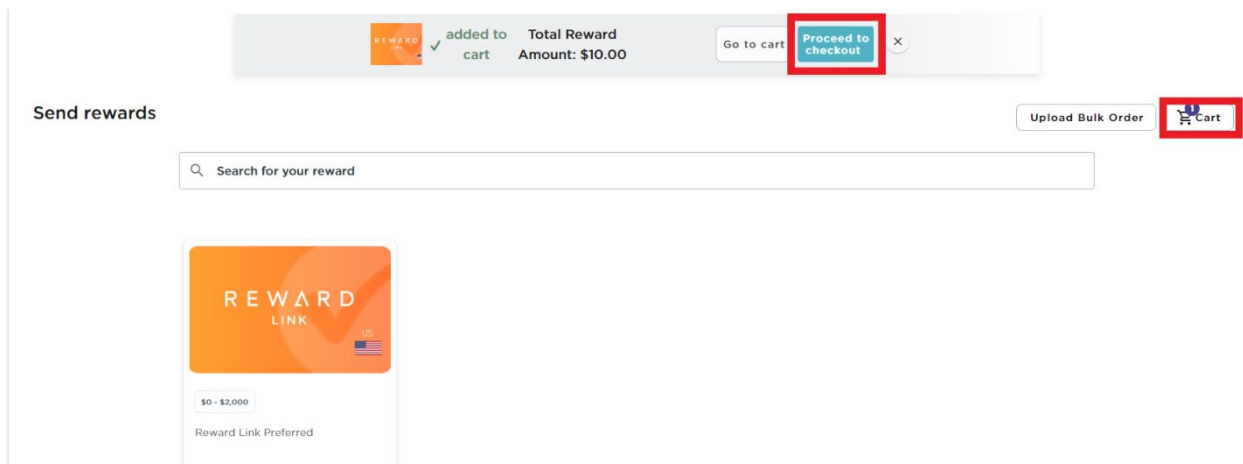 REWARD
added to cart
Total Reward Amount: $10.00
Go to cart
Proceed to checkout
Send rewards
Upload Bulk Order
1
Cart
Search for your reward
REWARD
LINK
US
$0 - $2,000
Reward Link Preferred